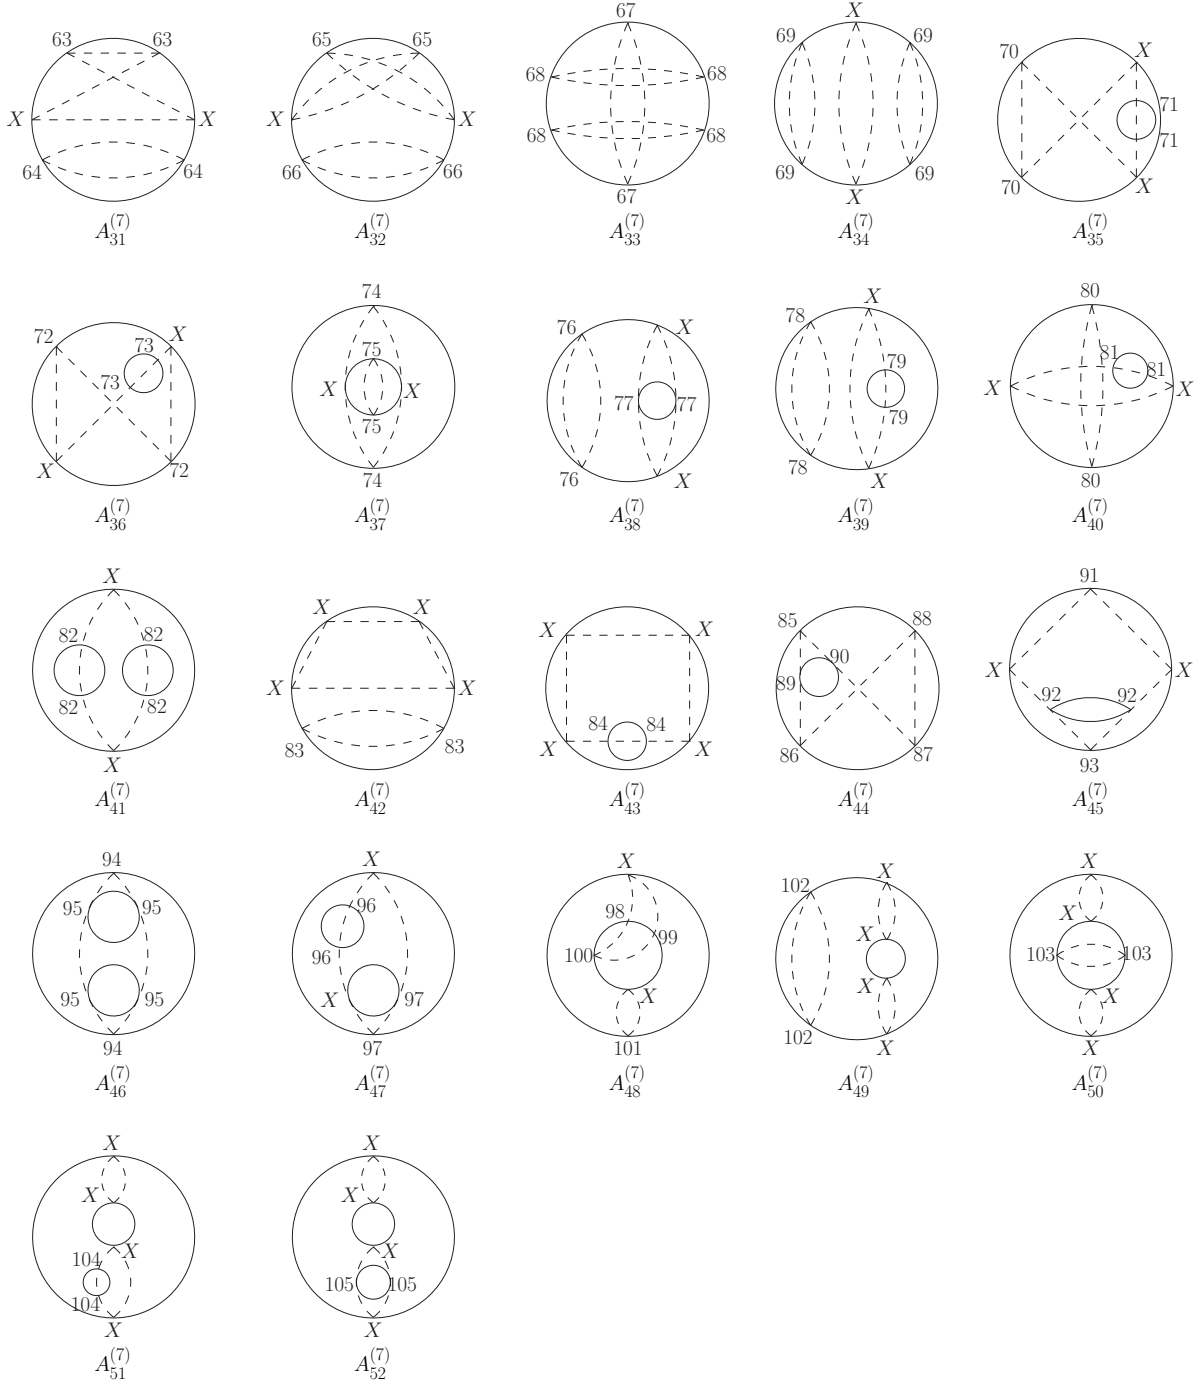 63 63 65 65 67 X X
69 69 70
68 68 71
X X X X
68 68 71
64 64 66 66 69 69 70
67 X X
A_{31}^{(7)} A_{32}^{(7)} A_{33}^{(7)} A_{34}^{(7)} A_{35}^{(7)}
74 X 80
72 X 76 X 78
73 75 79 81 81
73 X X 77 77 X X
75 79
X 72 76 X 78 X
74 80
A_{36}^{(7)} A_{37}^{(7)} A_{38}^{(7)} A_{39}^{(7)} A_{40}^{(7)}
X 91
X X 85 88
82 82 X X
90
89 X X
X X
82 82 84 84 92 92
83 83 X X 86 87
X 93
A_{41}^{(7)} A_{42}^{(7)} A_{43}^{(7)} A_{44}^{(7)} A_{45}^{(7)}
94 X X X X
102
95 95 96 98 X X
96 99 100 103 103
95 95 X 97 X X X
102
94 97 101 X X
A_{46}^{(7)} A_{47}^{(7)} A_{48}^{(7)} A_{49}^{(7)} A_{50}^{(7)}
X X
X X
X X
104
104 105 105
X X
A_{51}^{(7)} A_{52}^{(7)}